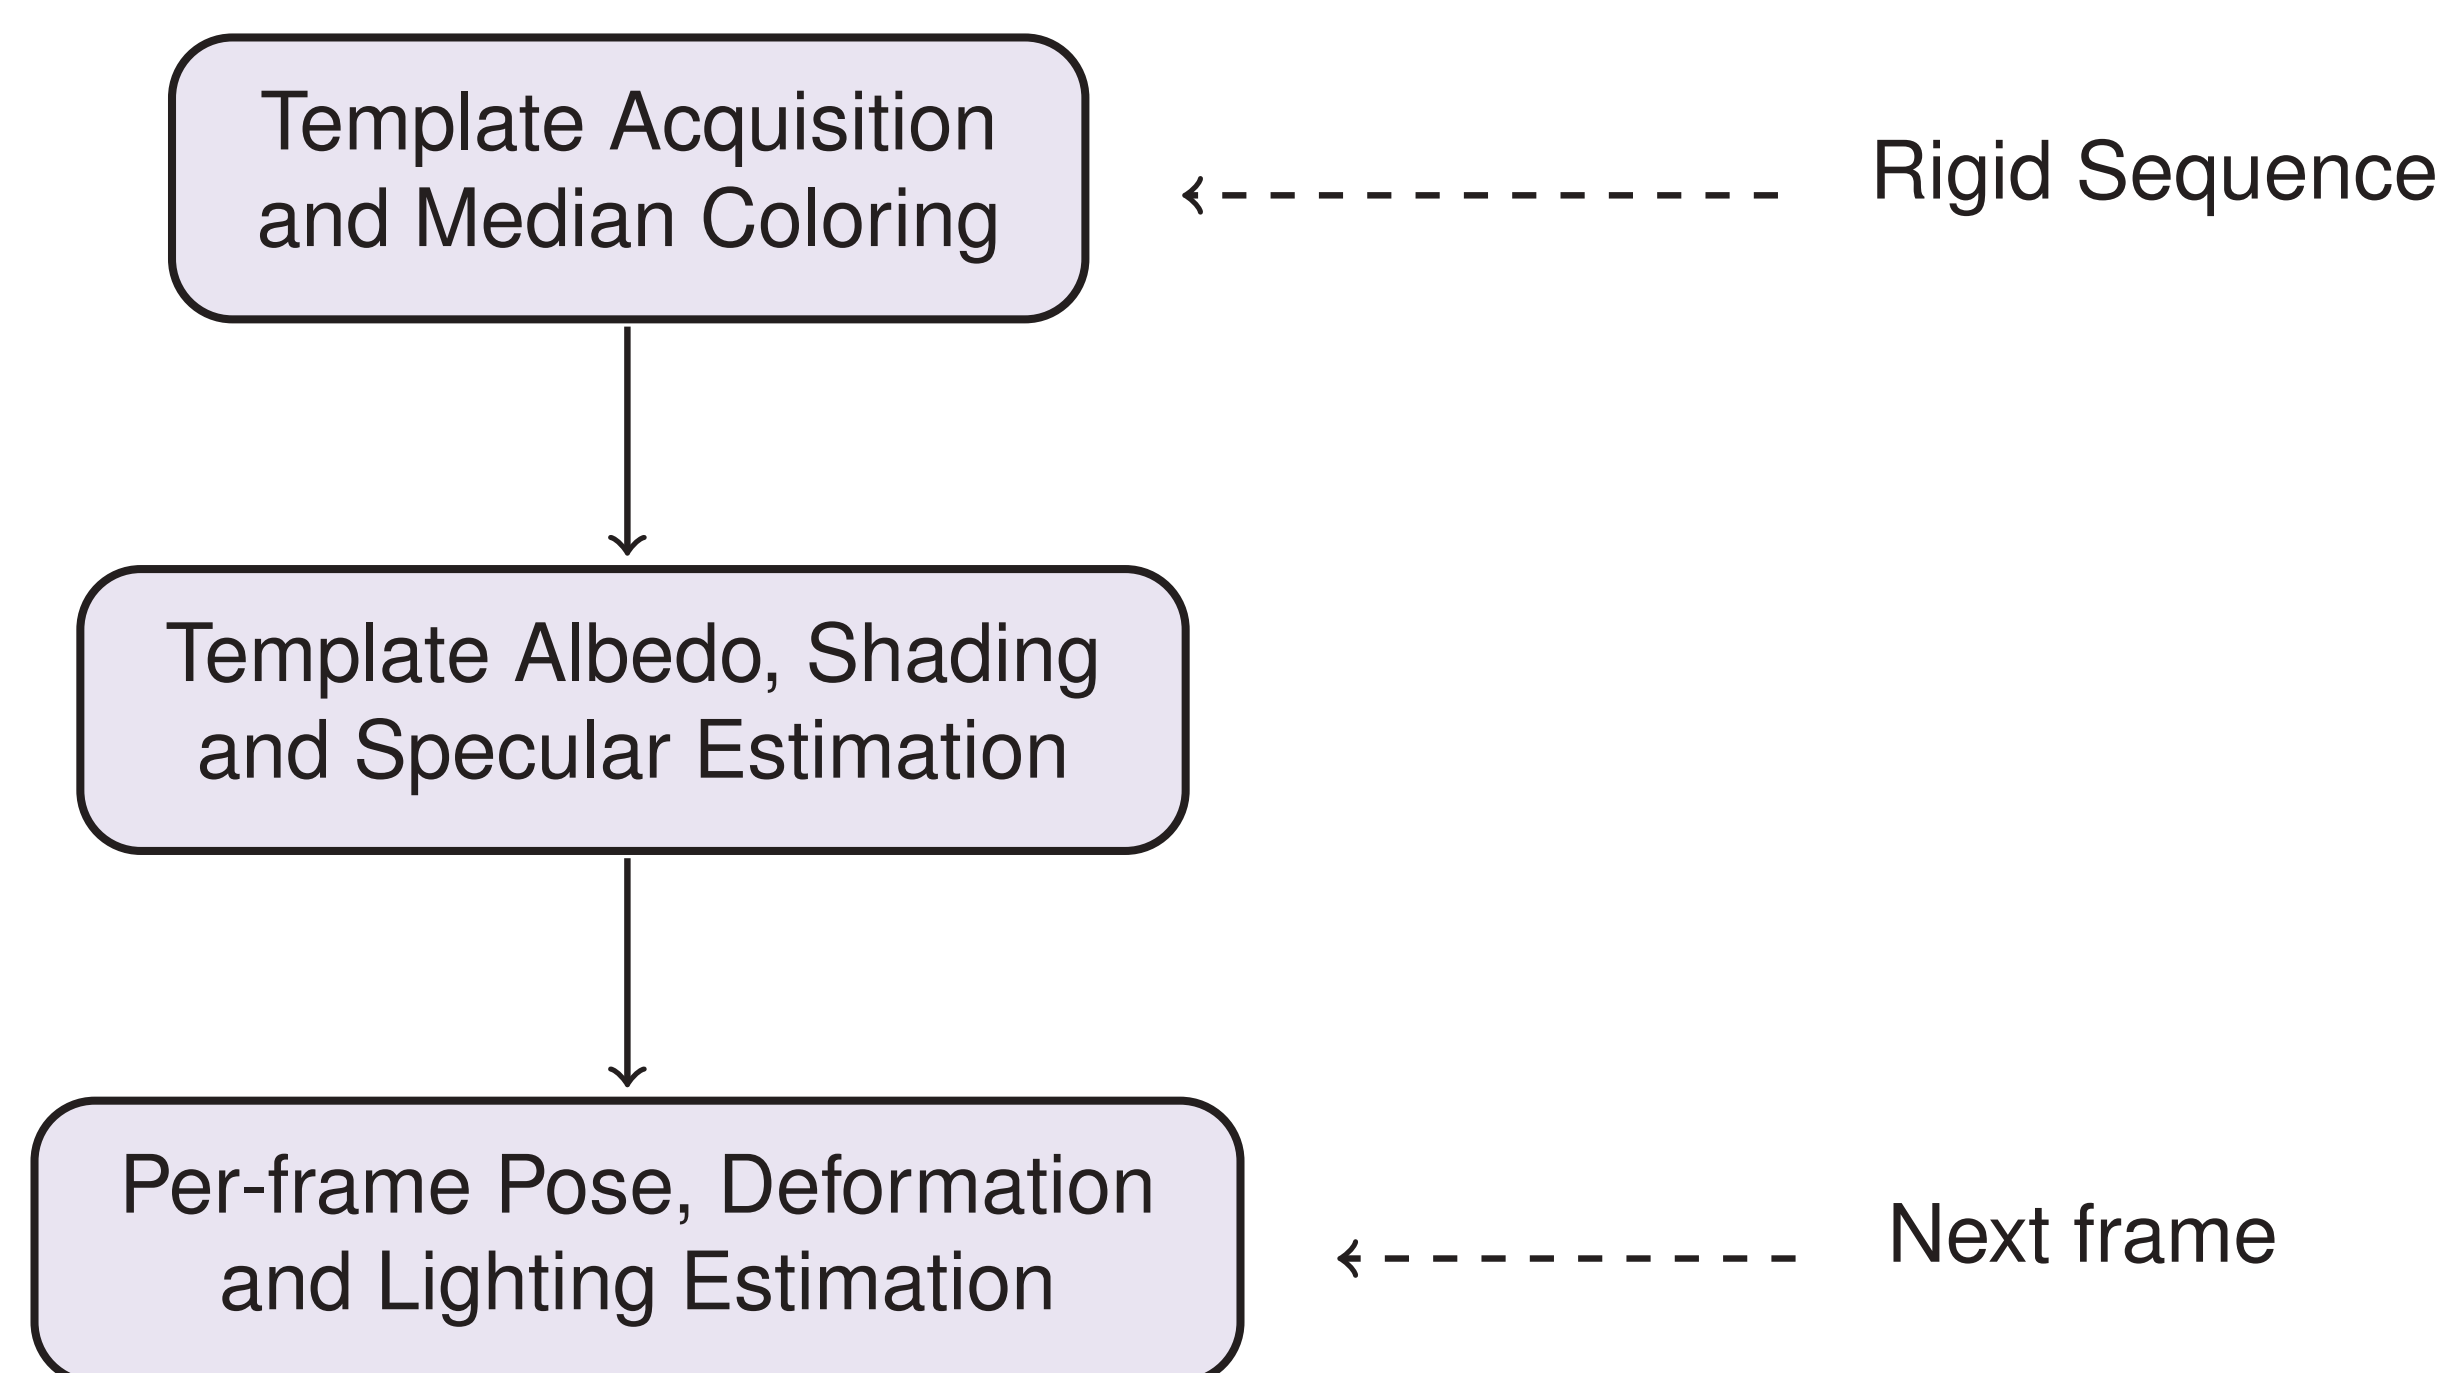 Template Acquisition
and Median Coloring
Rigid Sequence
Template Albedo, Shading
and Specular Estimation
Per-frame Pose, Deformation
and Lighting Estimation
Next frame